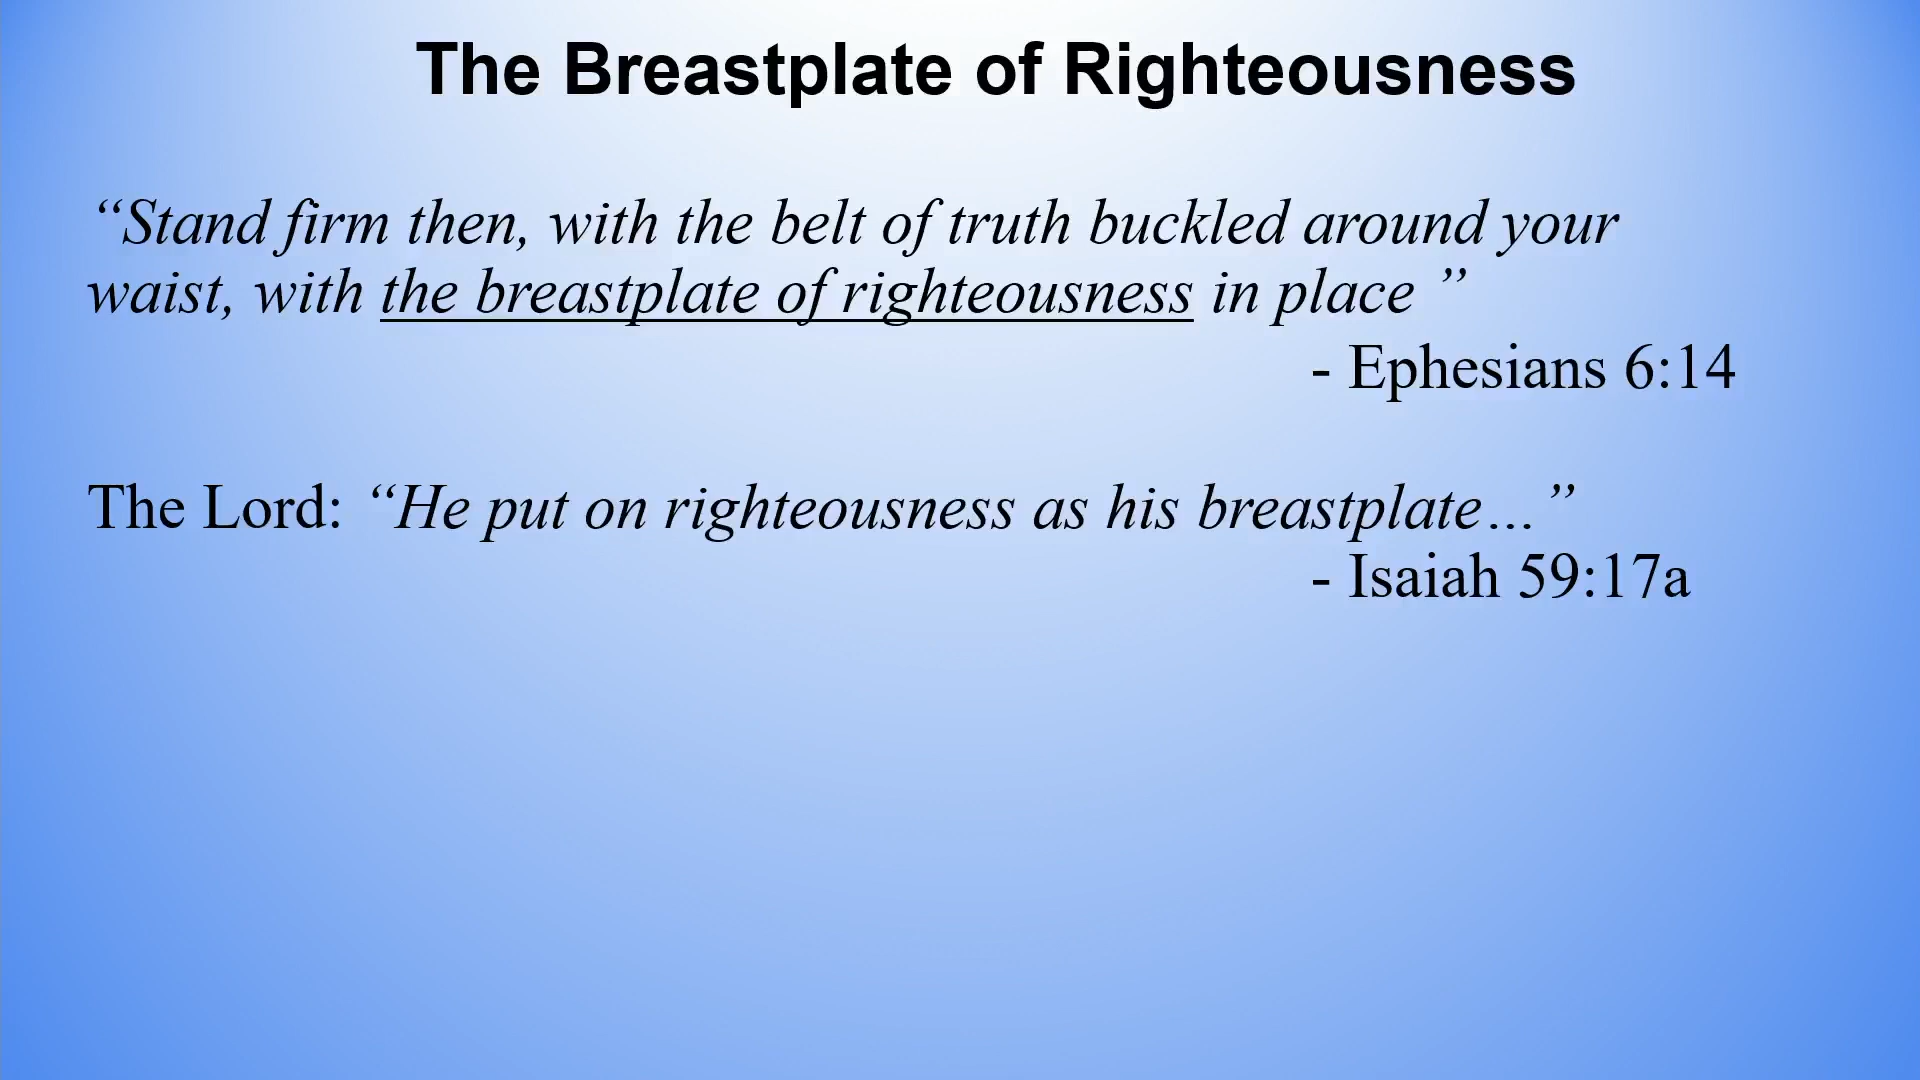 The Breastplate of Righteousness
“Stand firm then, with the belt of truth buckled around your
waist, with the breastplate of righteousness in place ”
- Ephesians 6:14
The Lord: “He put on righteousness as his breastplate…”
- Isaiah 59:17a